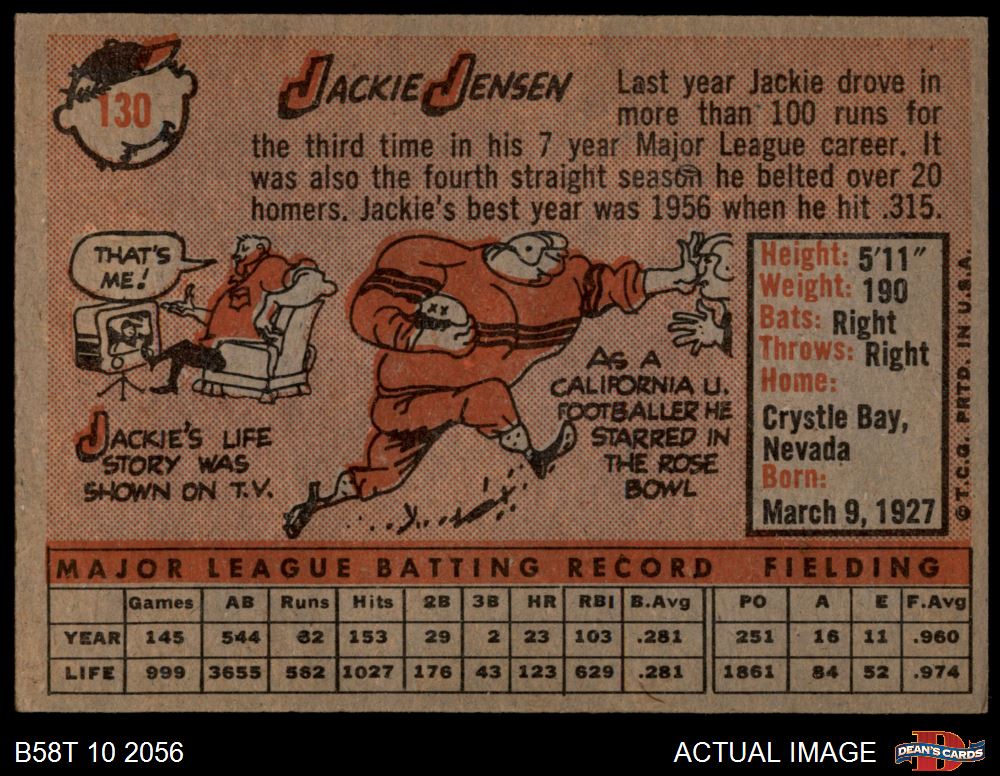 130
JACKIE JENSEN
Last year Jackie drove in
more than 100 runs for
the third time in his 7 year Major League career. It
was also the fourth straight season he belted over 20
homers. Jackie's best year was 1956 when he hit .315.
THAT'S
ME!
JACKIE'S LIFE
STORY WAS
SHOWN ON T.V.
XX
AS A
CALIFORNIA U.
FOOTBALLER HE
STARRED IN
THE ROSE
BOWL
Height: 5'11"
Weight: 190
Bats: Right
Throws: Right
Home:
Crystle Bay,
Nevada
Born:
March 9, 1927
©T.C.G. PRTD. IN U.S.A.
MAJOR LEAGUE BATTING RECORD FIELDING
Games AB Runs Hits 2B 3B HR RBI B.Avg PO A E F.Avg
YEAR 145 544 82 153 29 2 23 103 .281 251 16 11 .960
LIFE 999 3655 562 1027 176 43 123 629 .281 1861 84 52 .974
B58T 10 2056
ACTUAL IMAGE
DEAN'S CARDS